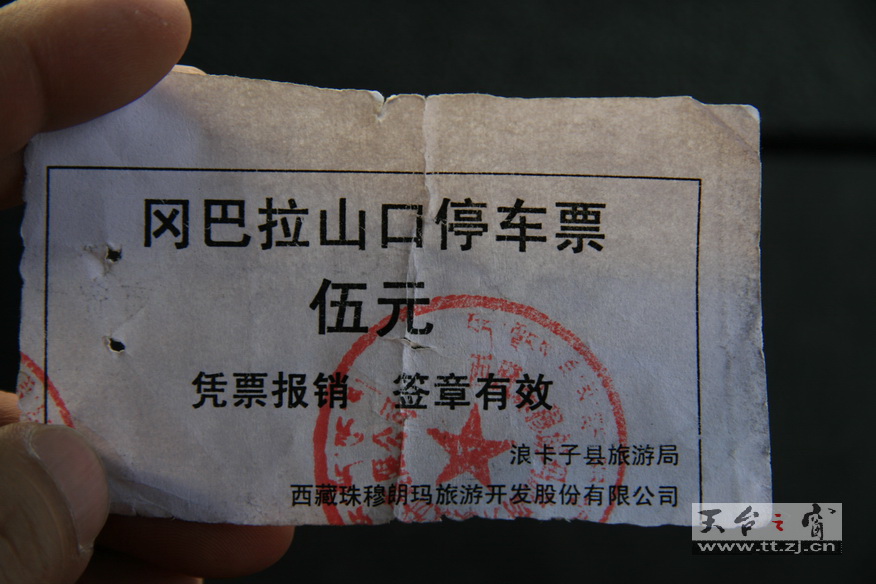 冈巴拉山口停车票
伍元
凭票报销 签章有效
浪卡子县旅游局
西藏珠穆朗玛旅游开发股份有限公司
天台之窗
www.tt.zj.cn